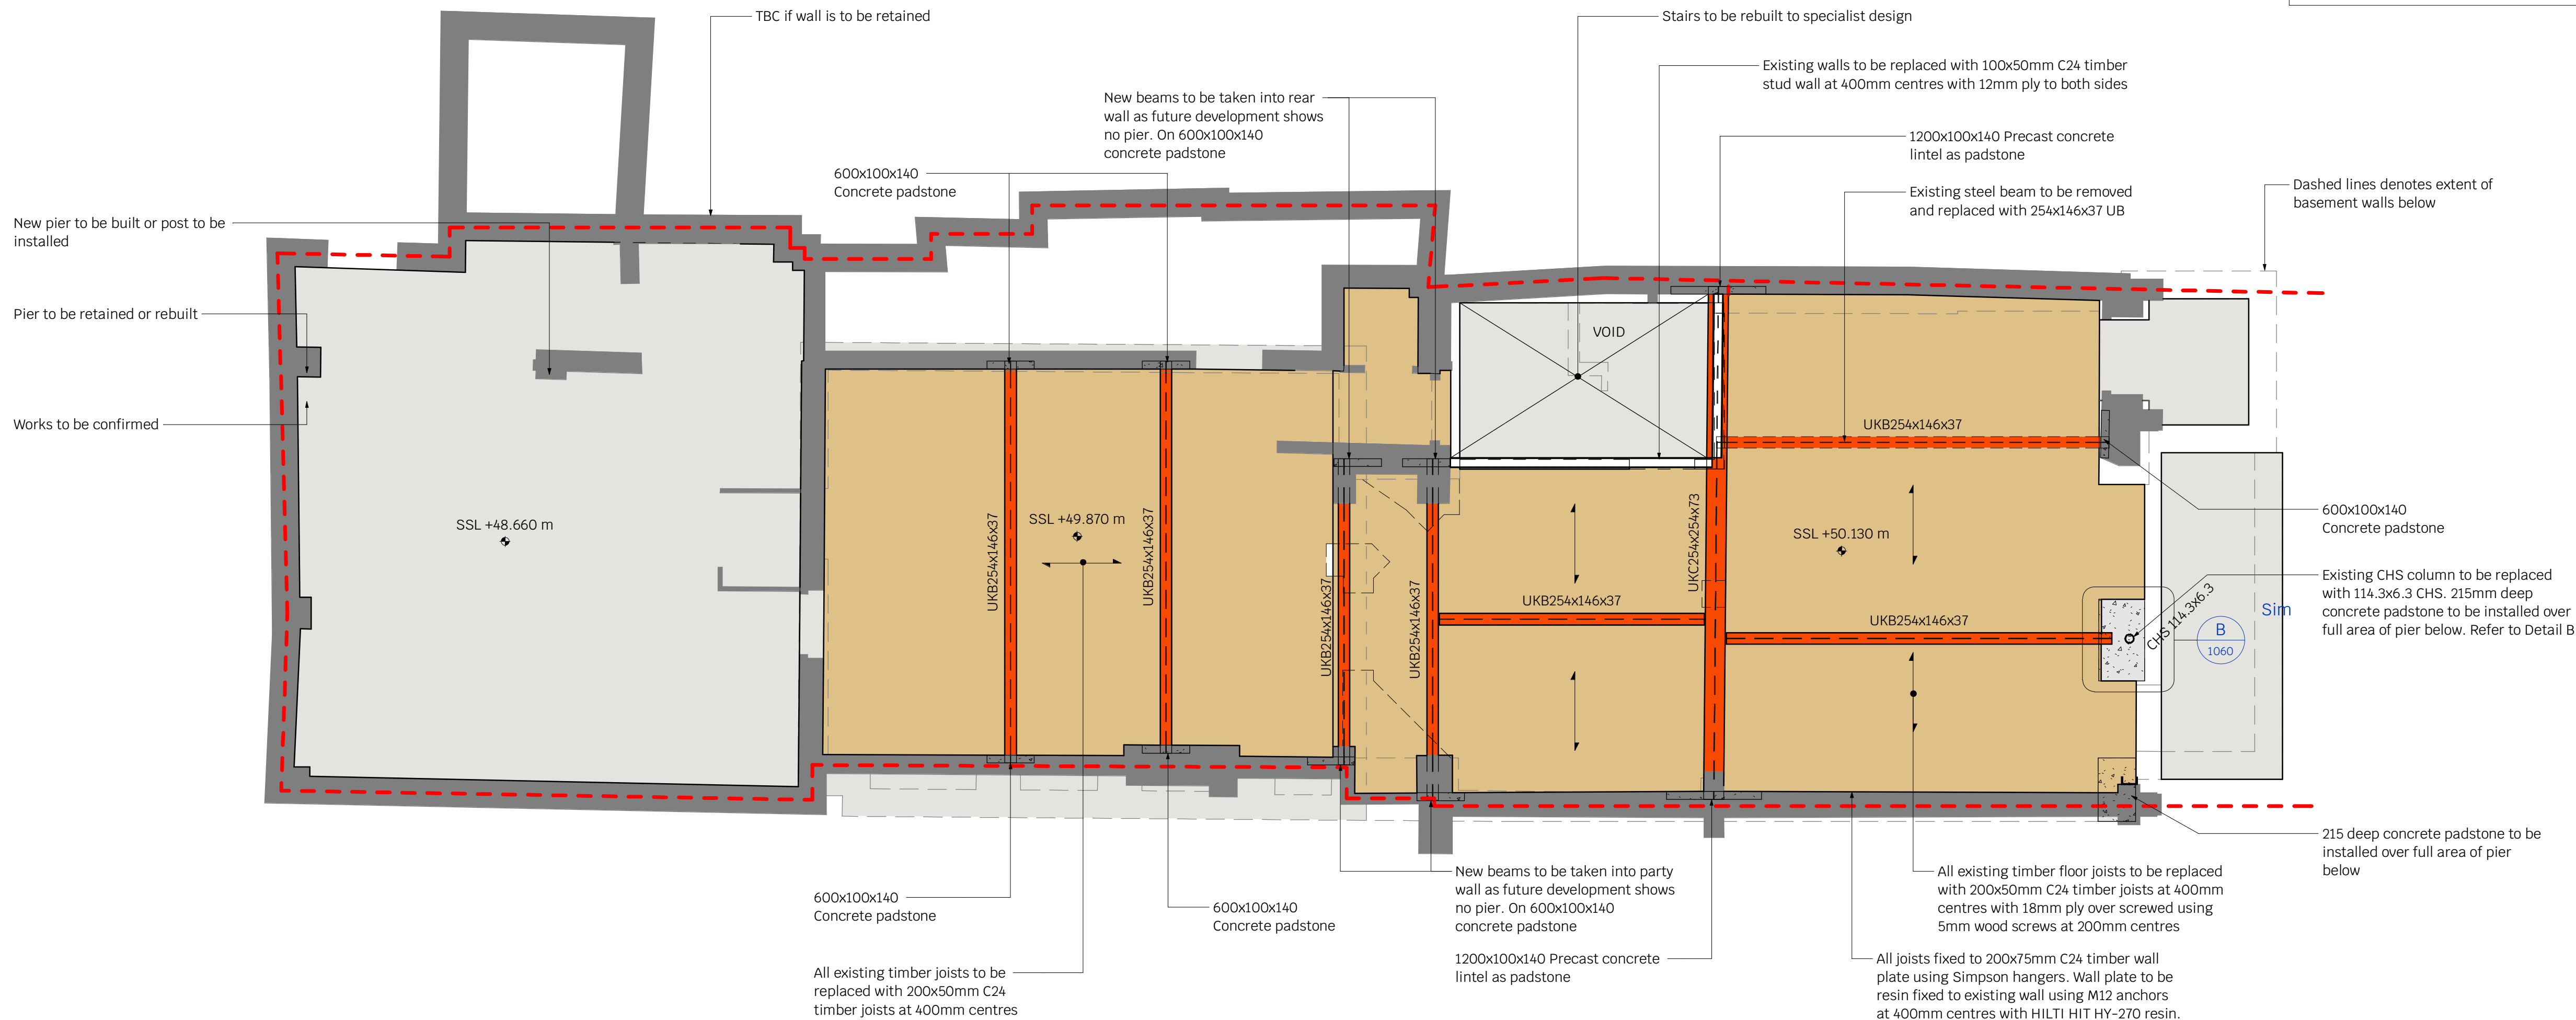 TBC if wall is to be retained
Stairs to be rebuilt to specialist design
Existing walls to be replaced with 100x50mm C24 timber
stud wall at 400mm centres with 12mm ply to both sides
New beams to be taken into rear
wall as future development shows
no pier. On 600x100x140
concrete padstone
1200x100x140 Precast concrete
lintel as padstone
600x100x140
Concrete padstone
Existing steel beam to be removed
and replaced with 254x146x37 UB
Dashed lines denotes extent of
basement walls below
New pier to be built or post to be
installed
Pier to be retained or rebuilt
Works to be confirmed
VOID
UKB254x146x37
SSL +48.660 m
UKB254x146x37
SSL +49.870 m
UKB254x146x37
UKB254x146x37
UKB254x146x37
UKC254x254x73
SSL +50.130 m
UKB254x146x37
UKB254x146x37
600x100x140
Concrete padstone
Existing CHS column to be replaced
with 114.3x6.3 CHS. 215mm deep
concrete padstone to be installed over
full area of pier below. Refer to Detail B
CHS 114.3x6.3
Sim
B
1060
215 deep concrete padstone to be
installed over full area of pier
below
600x100x140
Concrete padstone
600x100x140
Concrete padstone
New beams to be taken into party
wall as future development shows
no pier. On 600x100x140
concrete padstone
All existing timber floor joists to be replaced
with 200x50mm C24 timber joists at 400mm
centres with 18mm ply over screwed using
5mm wood screws at 200mm centres
1200x100x140 Precast concrete
lintel as padstone
All existing timber joists to be
replaced with 200x50mm C24
timber joists at 400mm centres
All joists fixed to 200x75mm C24 timber wall
plate using Simpson hangers. Wall plate to be
resin fixed to existing wall using M12 anchors
at 400mm centres with HILTI HIT HY-270 resin.